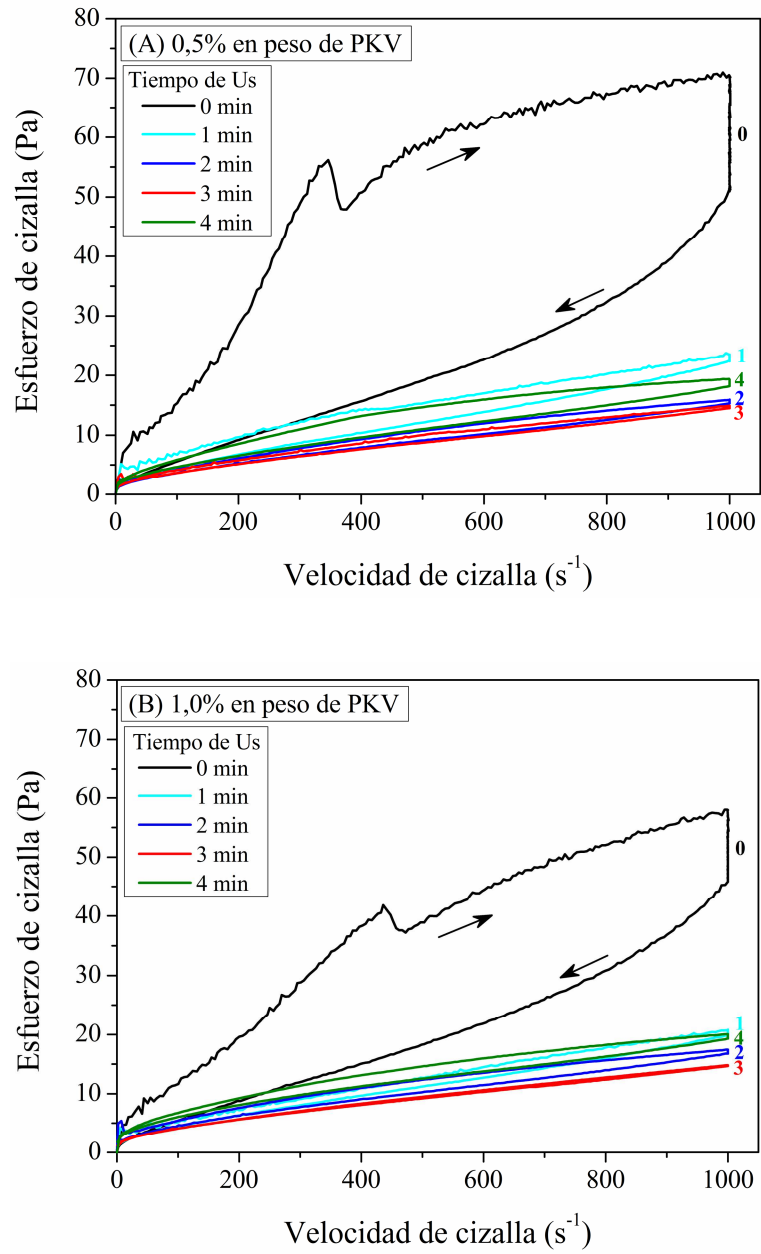 (A) 0,5% en peso de PKV
Tiempo de Us
0 min
1 min
2 min
3 min
4 min
Esfuerzo de cizalla (Pa)
80
70
60
50
40
30
20
10
0
0
1
4
2
3
0 200 400 600 800 1000
Velocidad de cizalla (s⁻¹)
(B) 1,0% en peso de PKV
Tiempo de Us
0 min
1 min
2 min
3 min
4 min
Esfuerzo de cizalla (Pa)
80
70
60
50
40
30
20
10
0
0
1
4
2
3
0 200 400 600 800 1000
Velocidad de cizalla (s⁻¹)